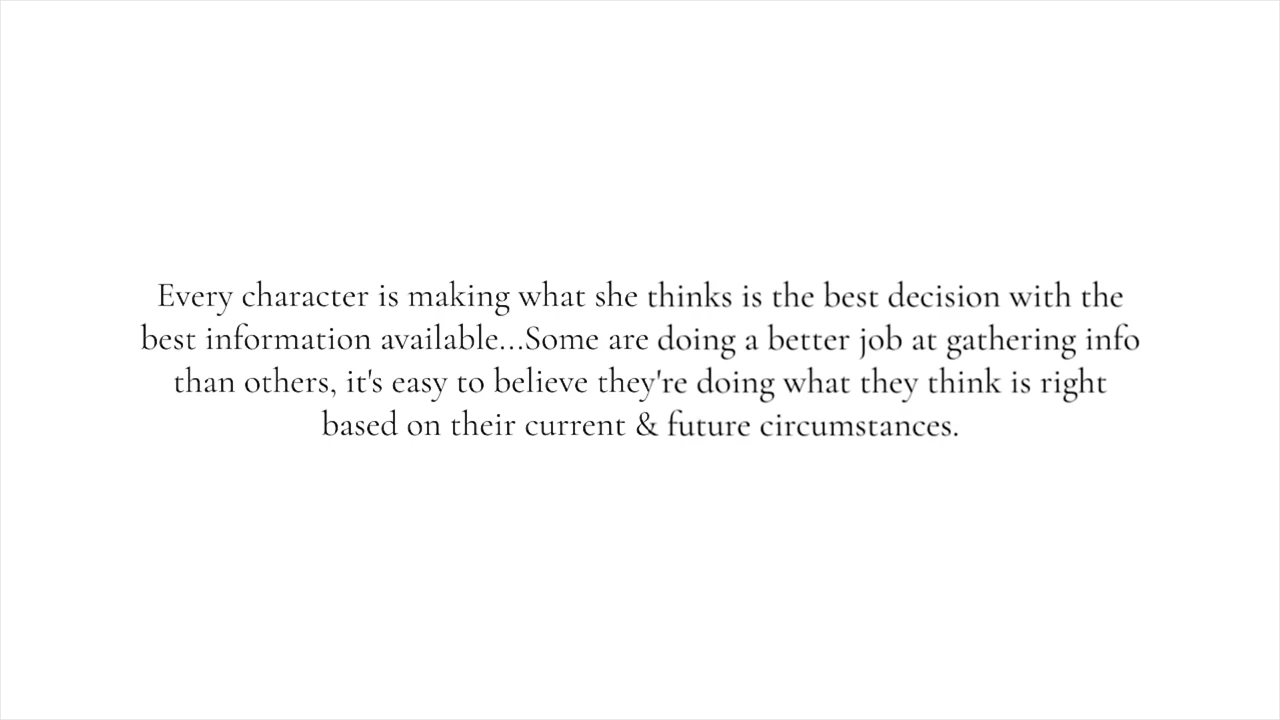 Every character is making what she thinks is the best decision with the
best information available...Some are doing a better job at gathering info
than others, it's easy to believe they're doing what they think is right
based on their current & future circumstances.